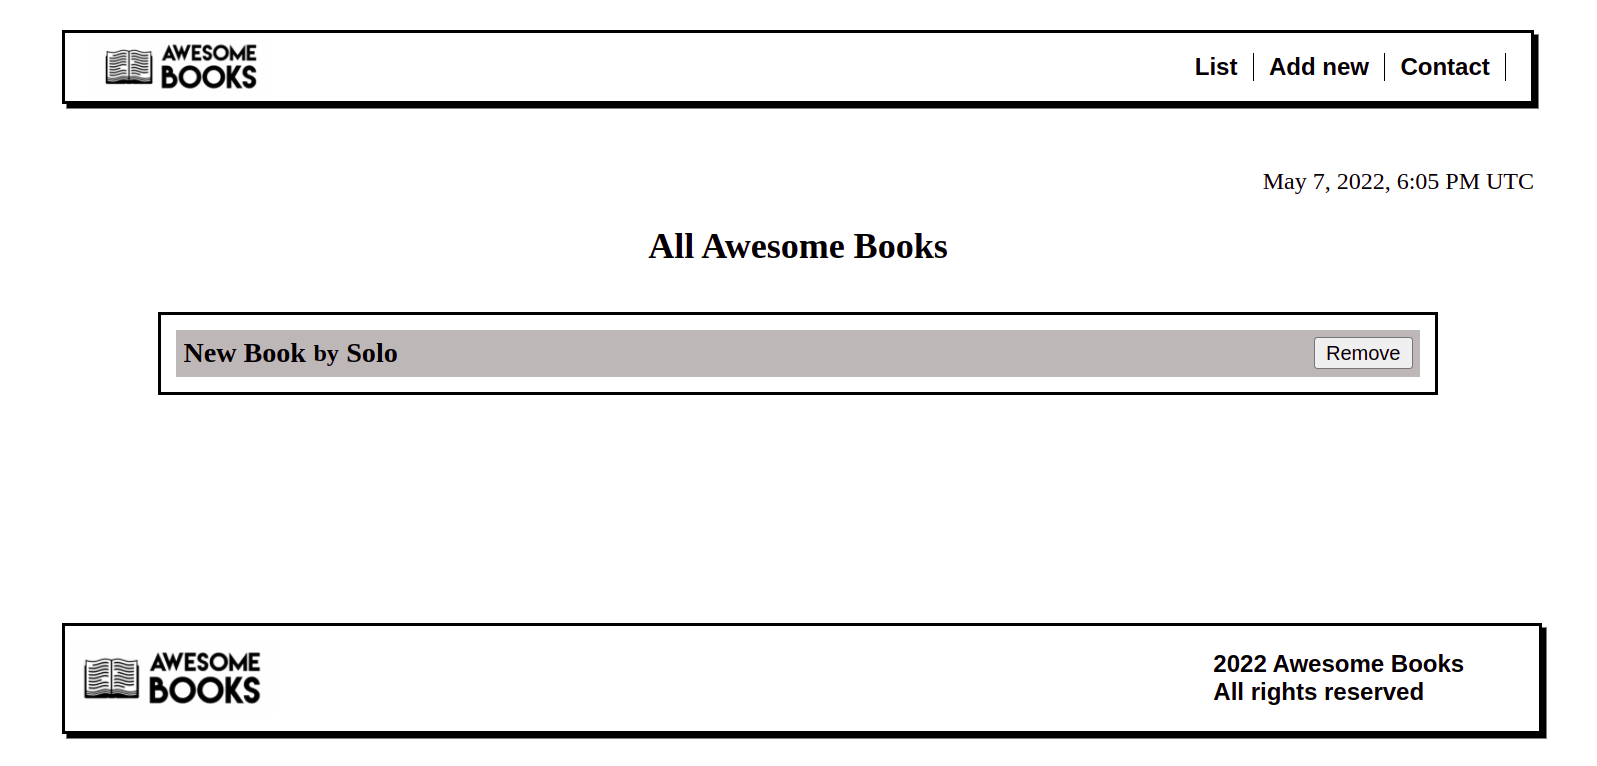 AWESOME
BOOKS
List
Add new
Contact
May 7, 2022, 6:05 PM UTC
All Awesome Books
New Book by Solo
Remove
AWESOME
BOOKS
2022 Awesome Books
All rights reserved